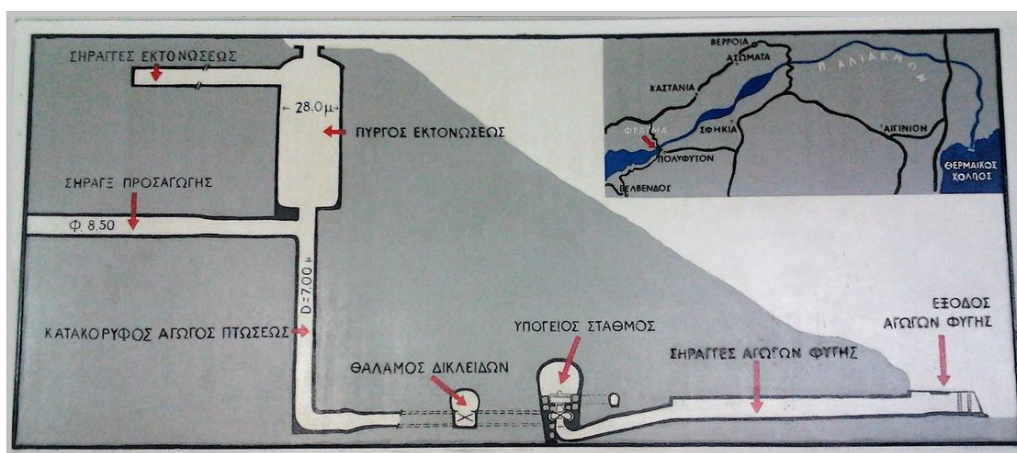 ΣΗΡΑΓΓΕΣ ΕΚΤΟΝΩΣΕΩΣ
28,0μ
ΠΥΡΓΟΣ ΕΚΤΟΝΩΣΕΩΣ
ΣΗΡΑΓΞ ΠΡΟΣΑΓΩΓΗΣ
Φ. 8.50
D=7,00 μ
ΚΑΤΑΚΟΡΥΦΟΣ ΑΓΩΓΟΣ ΠΤΩΣΕΩΣ
ΘΑΛΑΜΟΣ ΔΙΚΛΕΙΔΩΝ
ΥΠΟΓΕΙΟΣ ΣΤΑΘΜΟΣ
ΣΗΡΑΓΓΕΣ ΑΓΩΓΩΝ ΦΥΓΗΣ
ΕΞΟΔΟΣ
ΑΓΩΓΩΝ ΦΥΓΗΣ
ΒΕΡΡΟΙΑ
ΑΣΩΜΑΤΑ
Π. ΑΛΙΑΚΜΩΝ
ΚΑΣΤΑΝΙΑ
ΦΡΑΓΜΑ
ΣΦΗΚΙΑ
ΑΙΓΙΝΙΟΝ
ΠΟΛΥΦΥΤΟΝ
ΘΕΡΜΑΙΚΟΣ
ΚΟΛΠΟΣ
ΒΕΛΒΕΝΔΟΣ